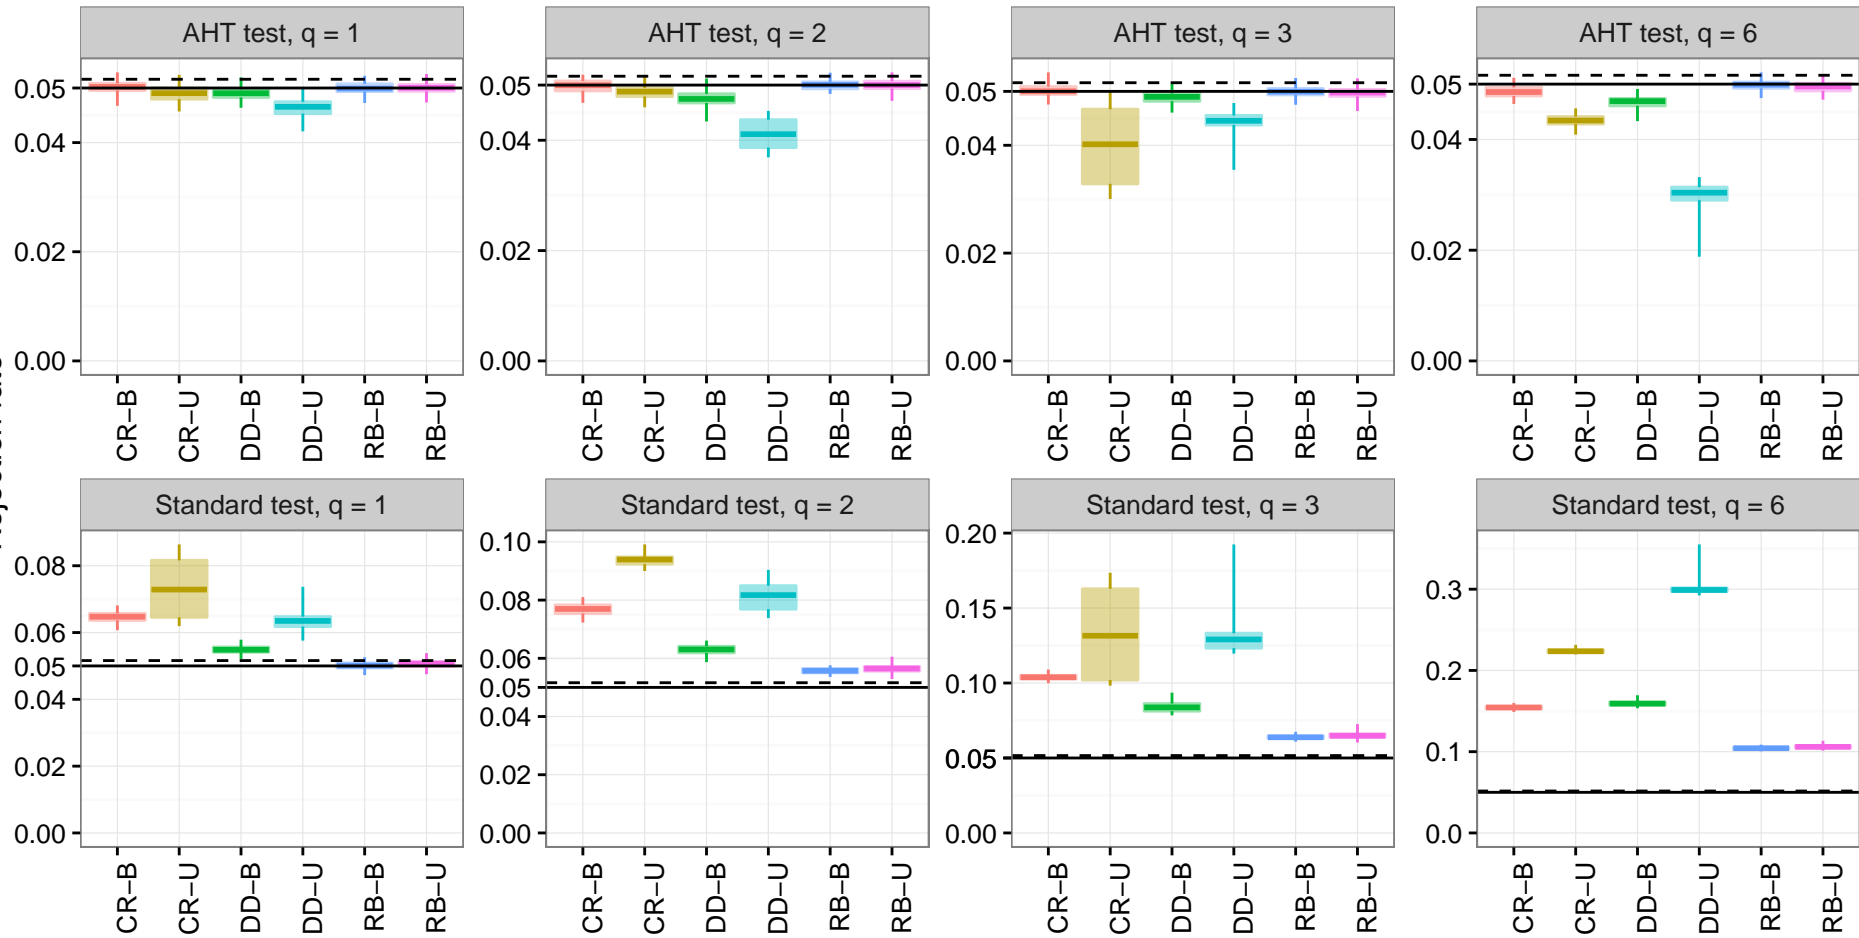 AHT test, q = 1
AHT test, q = 2
AHT test, q = 3
AHT test, q = 6
0.05
0.04
0.02
0.00
0.05
0.04
0.02
0.00
0.05
0.04
0.02
0.00
0.05
0.04
0.02
0.00
CR−B CR−U DD−B DD−U RB−B RB−U
CR−B CR−U DD−B DD−U RB−B RB−U
CR−B CR−U DD−B DD−U RB−B RB−U
CR−B CR−U DD−B DD−U RB−B RB−U
Standard test, q = 1
Standard test, q = 2
Standard test, q = 3
Standard test, q = 6
0.08
0.06
0.05
0.04
0.02
0.00
0.10
0.08
0.06
0.05
0.04
0.02
0.00
0.20
0.15
0.10
0.05
0.00
0.3
0.2
0.1
0.0
CR−B CR−U DD−B DD−U RB−B RB−U
CR−B CR−U DD−B DD−U RB−B RB−U
CR−B CR−U DD−B DD−U RB−B RB−U
CR−B CR−U DD−B DD−U RB−B RB−U